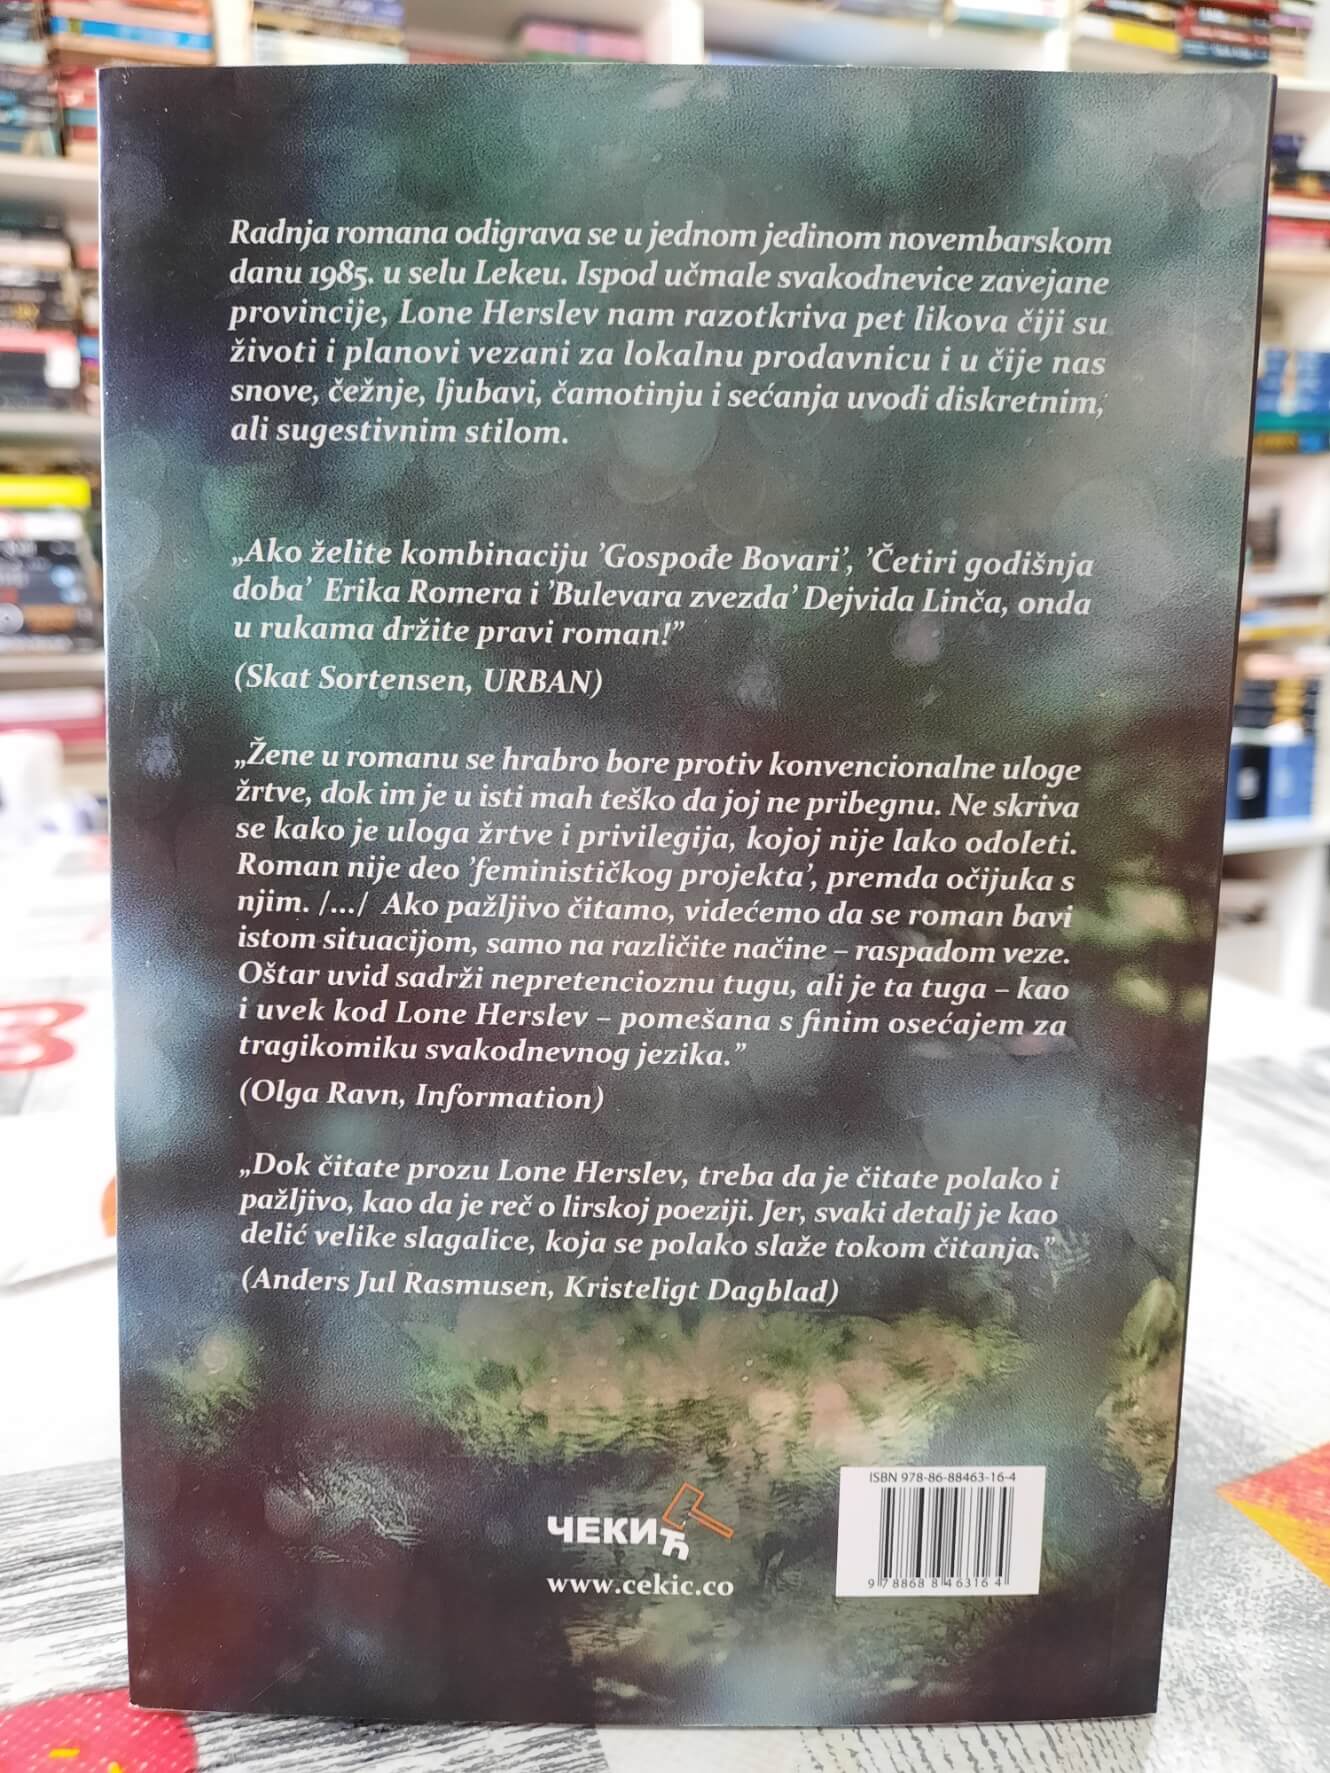 Radnja romana odigrava se u jednom jedinom novembarskom
danu 1985. u selu Lekeu. Ispod učmale svakodnevice zavejane
provincije, Lone Herslev nam razotkriva pet likova čiji su
životi i planovi vezani za lokalnu prodavnicu i u čije nas
snove, čežnje, ljubavi, čamotinju i sećanja uvodi diskretnim,
ali sugestivnim stilom.
„Ako želite kombinaciju ’Gospođe Bovari’, ’Četiri godišnja
doba’ Erika Romera i ’Bulevara zvezda’ Dejvida Linča, onda
u rukama držite pravi roman!”
(Skat Sortensen, URBAN)
„Žene u romanu se hrabro bore protiv konvencionalne uloge
žrtve, dok im je u isti mah teško da joj ne pribegnu. Ne skriva
se kako je uloga žrtve i privilegija, kojoj nije lako odoleti.
Roman nije deo ’feminističkog projekta’, premda očijuka s
njim. /.../ Ako pažljivo čitamo, videćemo da se roman bavi
istom situacijom, samo na različite načine – raspadom veze.
Oštar uvid sadrži nepretencioznu tugu, ali je ta tuga – kao
i uvek kod Lone Herslev – pomešana s finim osećajem za
tragikomiku svakodnevnog jezika.”
(Olga Ravn, Information)
„Dok čitate prozu Lone Herslev, treba da je čitate polako i
pažljivo, kao da je reč o lirskoj poeziji. Jer, svaki detalj je kao
delić velike slagalice, koja se polako slaže tokom čitanja.”
(Anders Jul Rasmusen, Kristeligt Dagblad)
ЧЕКИЋ
www.cekic.co
ISBN 978-86-88463-16-4
9 788688 463164